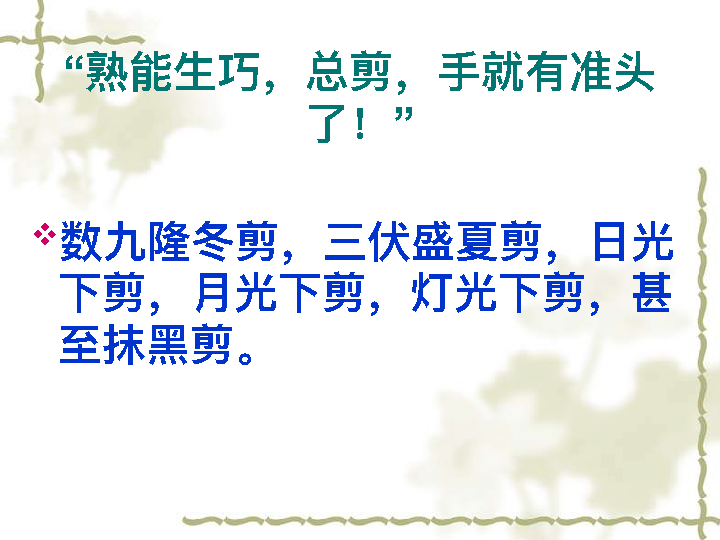 “熟能生巧，总剪，手就有准头
了！”
数九隆冬剪，三伏盛夏剪，日光
下剪，月光下剪，灯光下剪，甚
至抹黑剪。